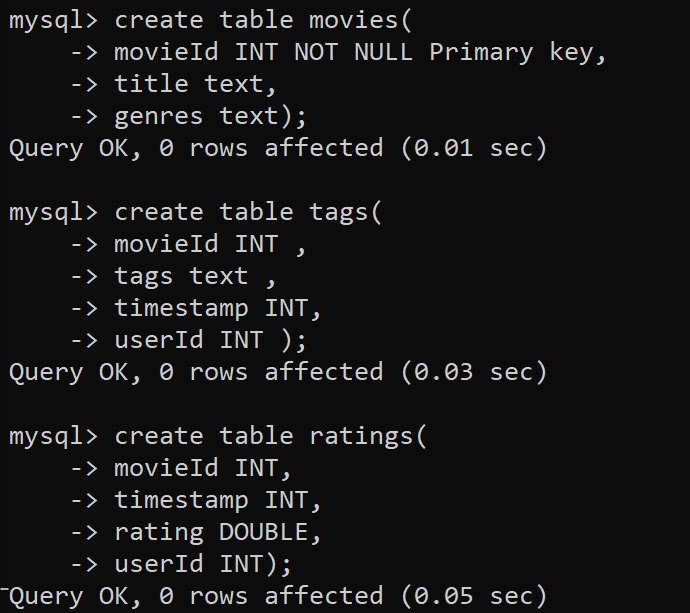 mysql> create table movies(
    -> movieId INT NOT NULL Primary key,
    -> title text,
    -> genres text);
Query OK, 0 rows affected (0.01 sec)

mysql> create table tags(
    -> movieId INT ,
    -> tags text ,
    -> timestamp INT,
    -> userId INT );
Query OK, 0 rows affected (0.03 sec)

mysql> create table ratings(
    -> movieId INT,
    -> timestamp INT,
    -> rating DOUBLE,
    -> userId INT);
Query OK, 0 rows affected (0.05 sec)